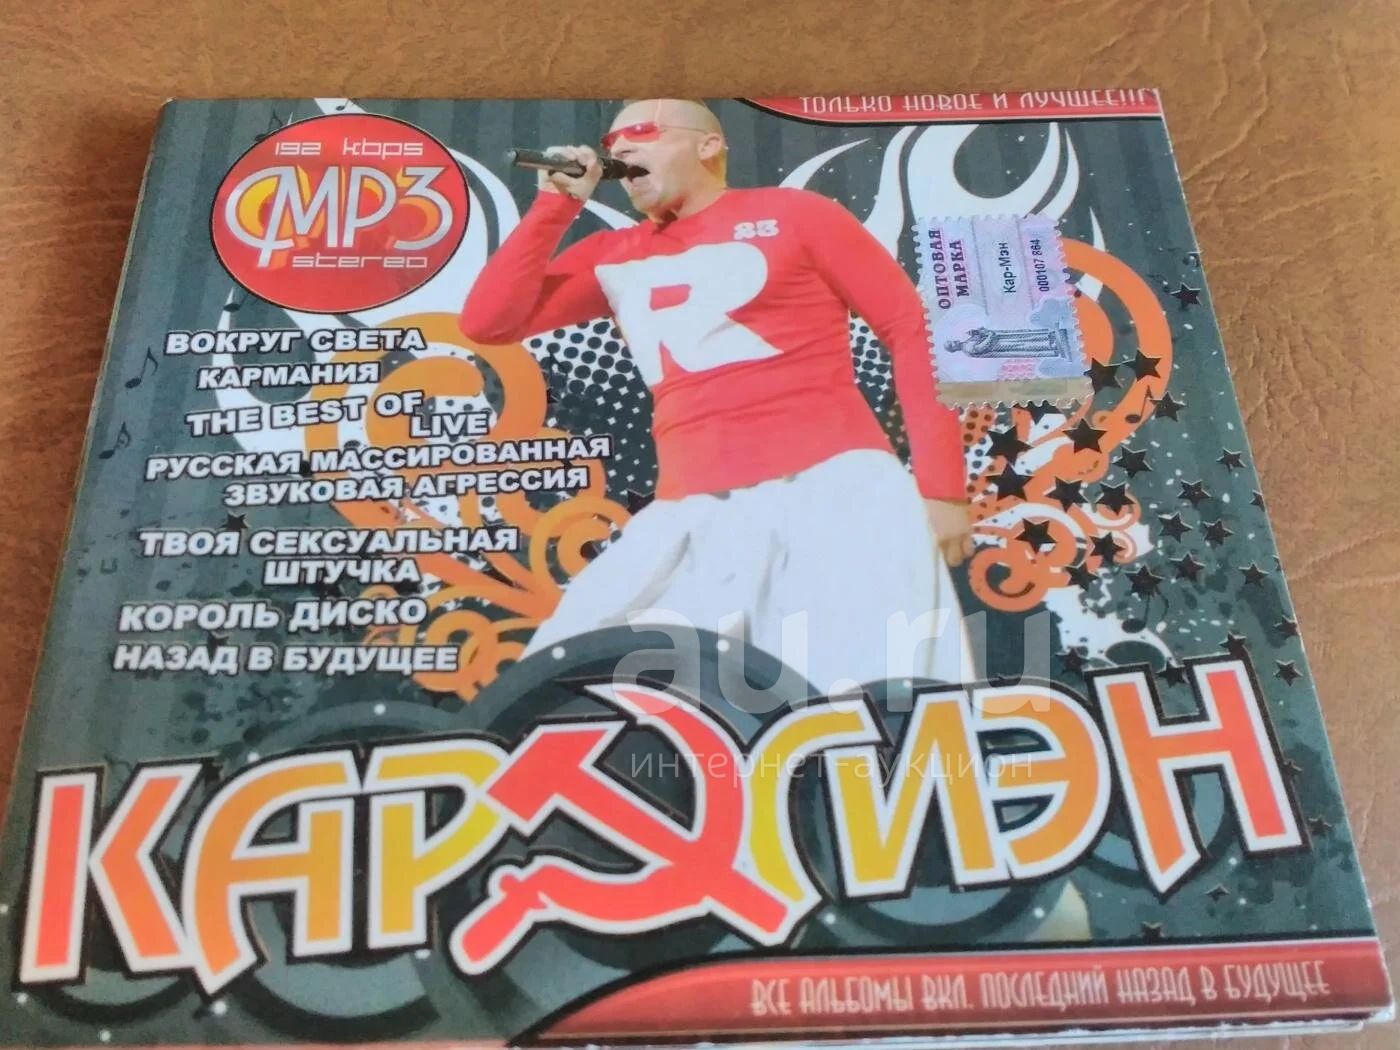 ТОЛЬКО НОВОЕ И ЛУЧШЕЕ!!!
192 kbps
MP3
stereo
R
23
ОПТОВАЯ
МАРКА
Кар-Мэн
000107 864
ВОКРУГ СВЕТА
КАРМАНИЯ
THE BEST OF
LIVE
РУССКАЯ МАССИРОВАННАЯ
ЗВУКОВАЯ АГРЕССИЯ
ТВОЯ СЕКСУАЛЬНАЯ
ШТУЧКА
КОРОЛЬ ДИСКО
НАЗАД В БУДУЩЕЕ
au.ru
интернет-аукцион
КАР МЭН
ВСЕ АЛЬБОМЫ ВКЛ. ПОСЛЕДНИЙ НАЗАД В БУДУЩЕЕ